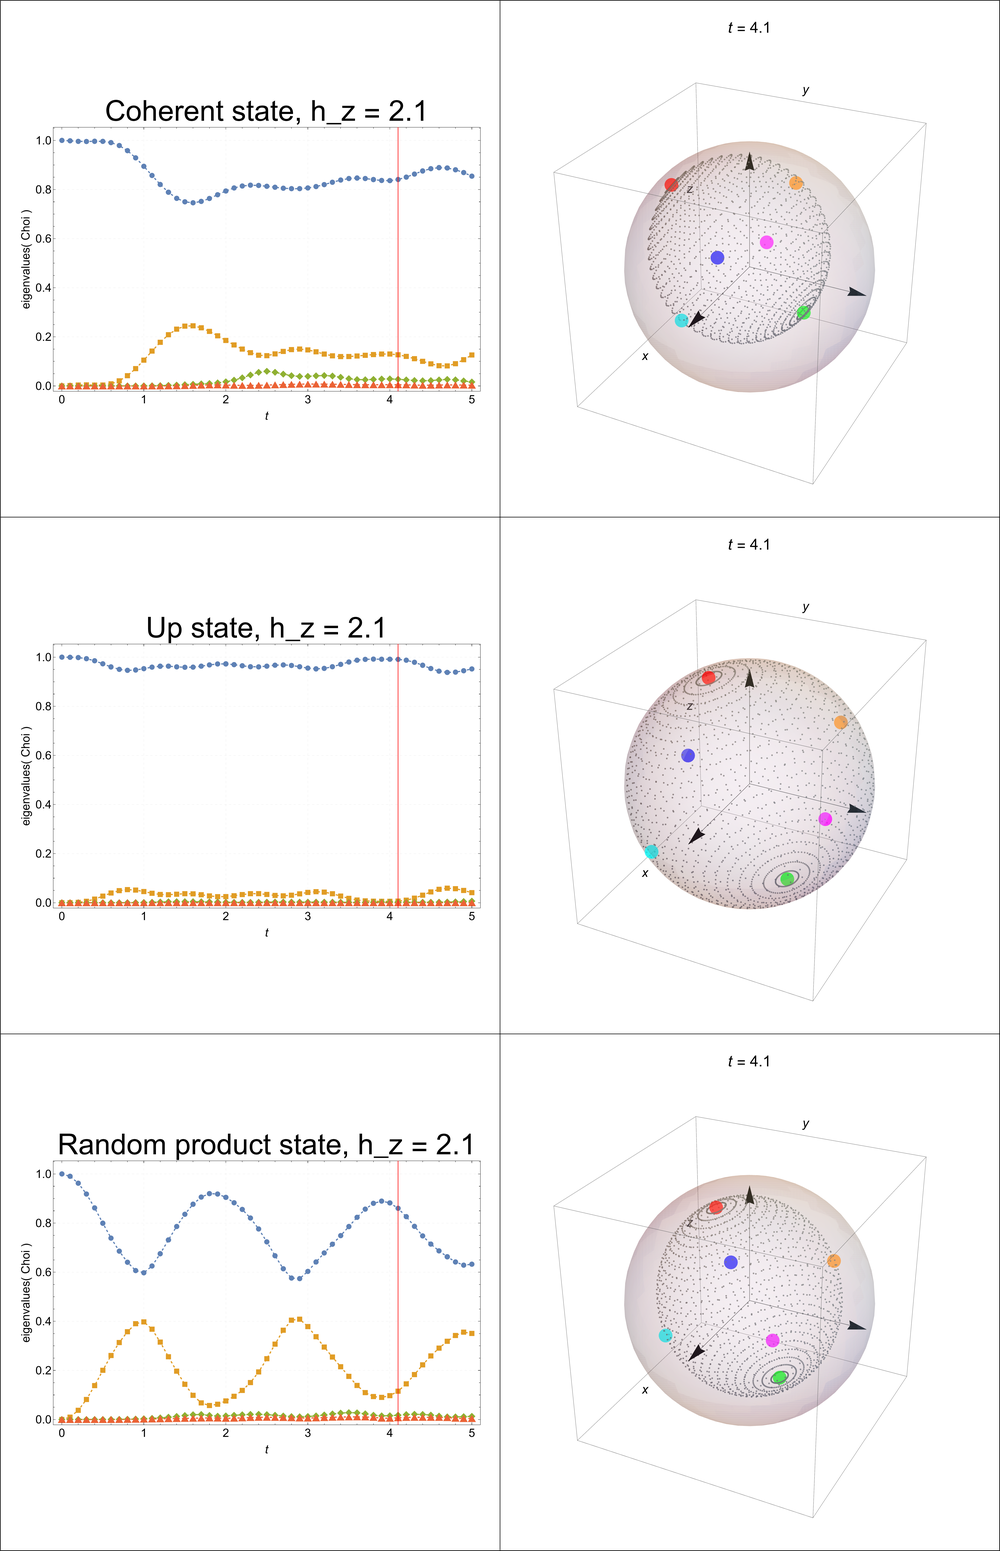 t = 4.1
Coherent state, h_z = 2.1
y
z
x
eigenvalues( Choi )
1.0
0.8
0.6
0.4
0.2
0.0
0 1 2 3 4 5
t
t = 4.1
Up state, h_z = 2.1
y
z
x
eigenvalues( Choi )
1.0
0.8
0.6
0.4
0.2
0.0
0 1 2 3 4 5
t
t = 4.1
Random product state, h_z = 2.1
y
z
x
eigenvalues( Choi )
1.0
0.8
0.6
0.4
0.2
0.0
0 1 2 3 4 5
t